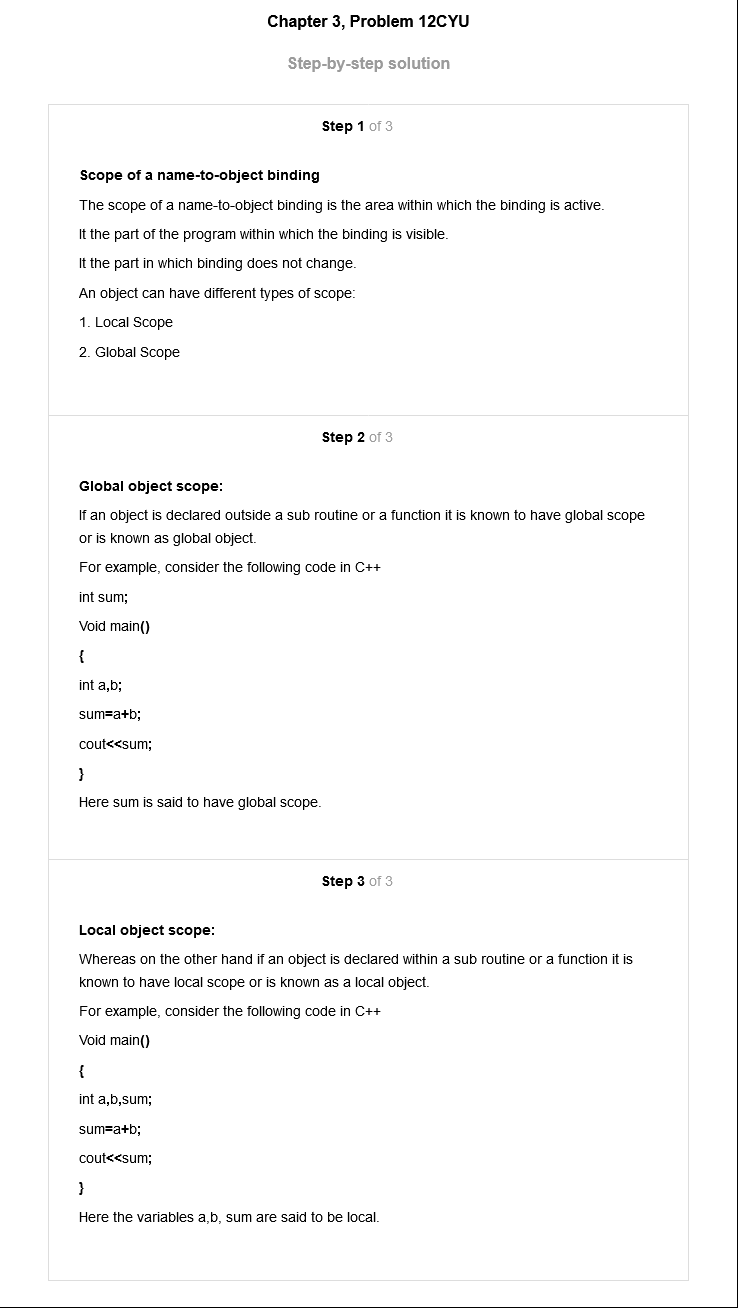 Chapter 3, Problem 12CYU
Step-by-step solution
Step 1 of 3
Scope of a name-to-object binding
The scope of a name-to-object binding is the area within which the binding is active.
It the part of the program within which the binding is visible.
It the part in which binding does not change.
An object can have different types of scope:
1. Local Scope
2. Global Scope
Step 2 of 3
Global object scope:
If an object is declared outside a sub routine or a function it is known to have global scope
or is known as global object.
For example, consider the following code in C++
int sum;
Void main()
{
int a,b;
sum=a+b;
cout<<sum;
}
Here sum is said to have global scope.
Step 3 of 3
Local object scope:
Whereas on the other hand if an object is declared within a sub routine or a function it is
known to have local scope or is known as a local object.
For example, consider the following code in C++
Void main()
{
int a,b,sum;
sum=a+b;
cout<<sum;
}
Here the variables a,b, sum are said to be local.